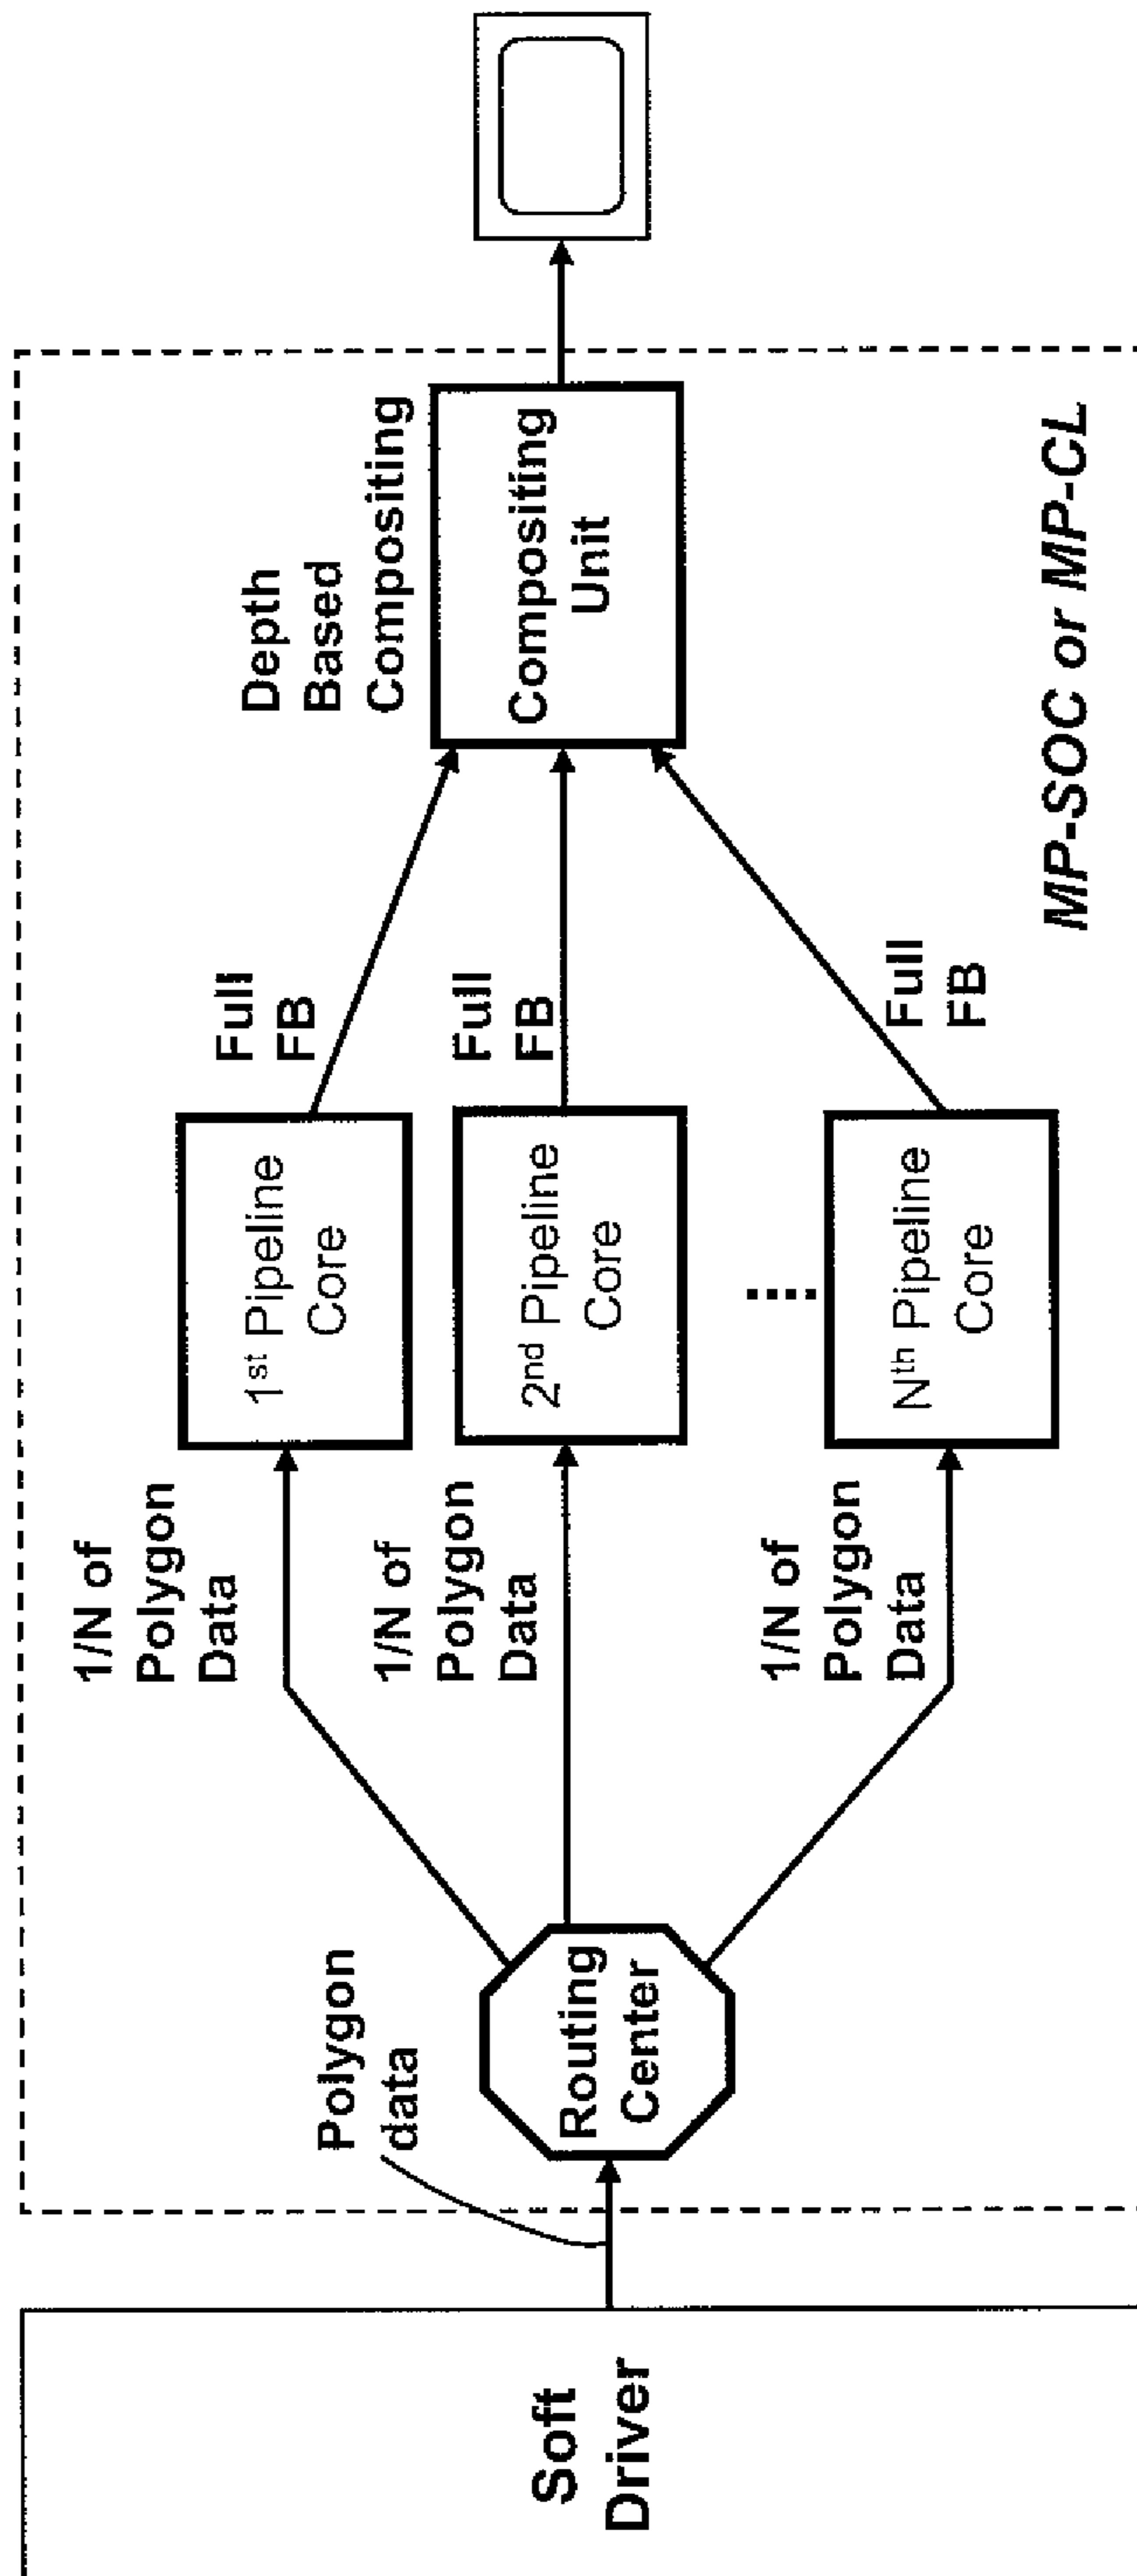 Soft
Driver
Polygon
data
Routing
Center
1/N of
Polygon
Data
1/N of
Polygon
Data
1/N of
Polygon
Data
1st Pipeline
Core
2nd Pipeline
Core
Nth Pipeline
Core
Full
FB
Full
FB
Full
FB
Depth
Based
Compositing
Compositing
Unit
MP-SOC or MP-CL